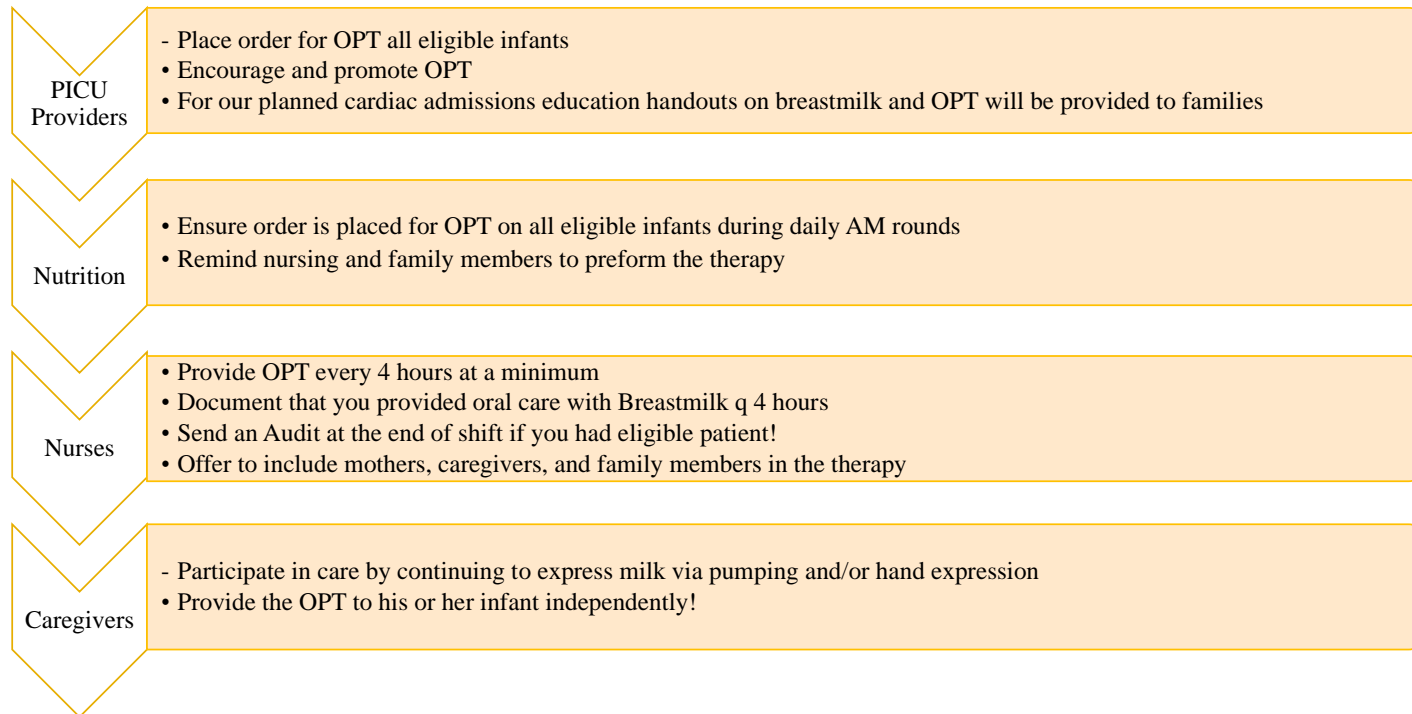 PICU
Providers
- Place order for OPT all eligible infants
• Encourage and promote OPT
• For our planned cardiac admissions education handouts on breastmilk and OPT will be provided to families
Nutrition
• Ensure order is placed for OPT on all eligible infants during daily AM rounds
• Remind nursing and family members to preform the therapy
Nurses
• Provide OPT every 4 hours at a minimum
• Document that you provided oral care with Breastmilk q 4 hours
• Send an Audit at the end of shift if you had eligible patient!
• Offer to include mothers, caregivers, and family members in the therapy
Caregivers
- Participate in care by continuing to express milk via pumping and/or hand expression
• Provide the OPT to his or her infant independently!